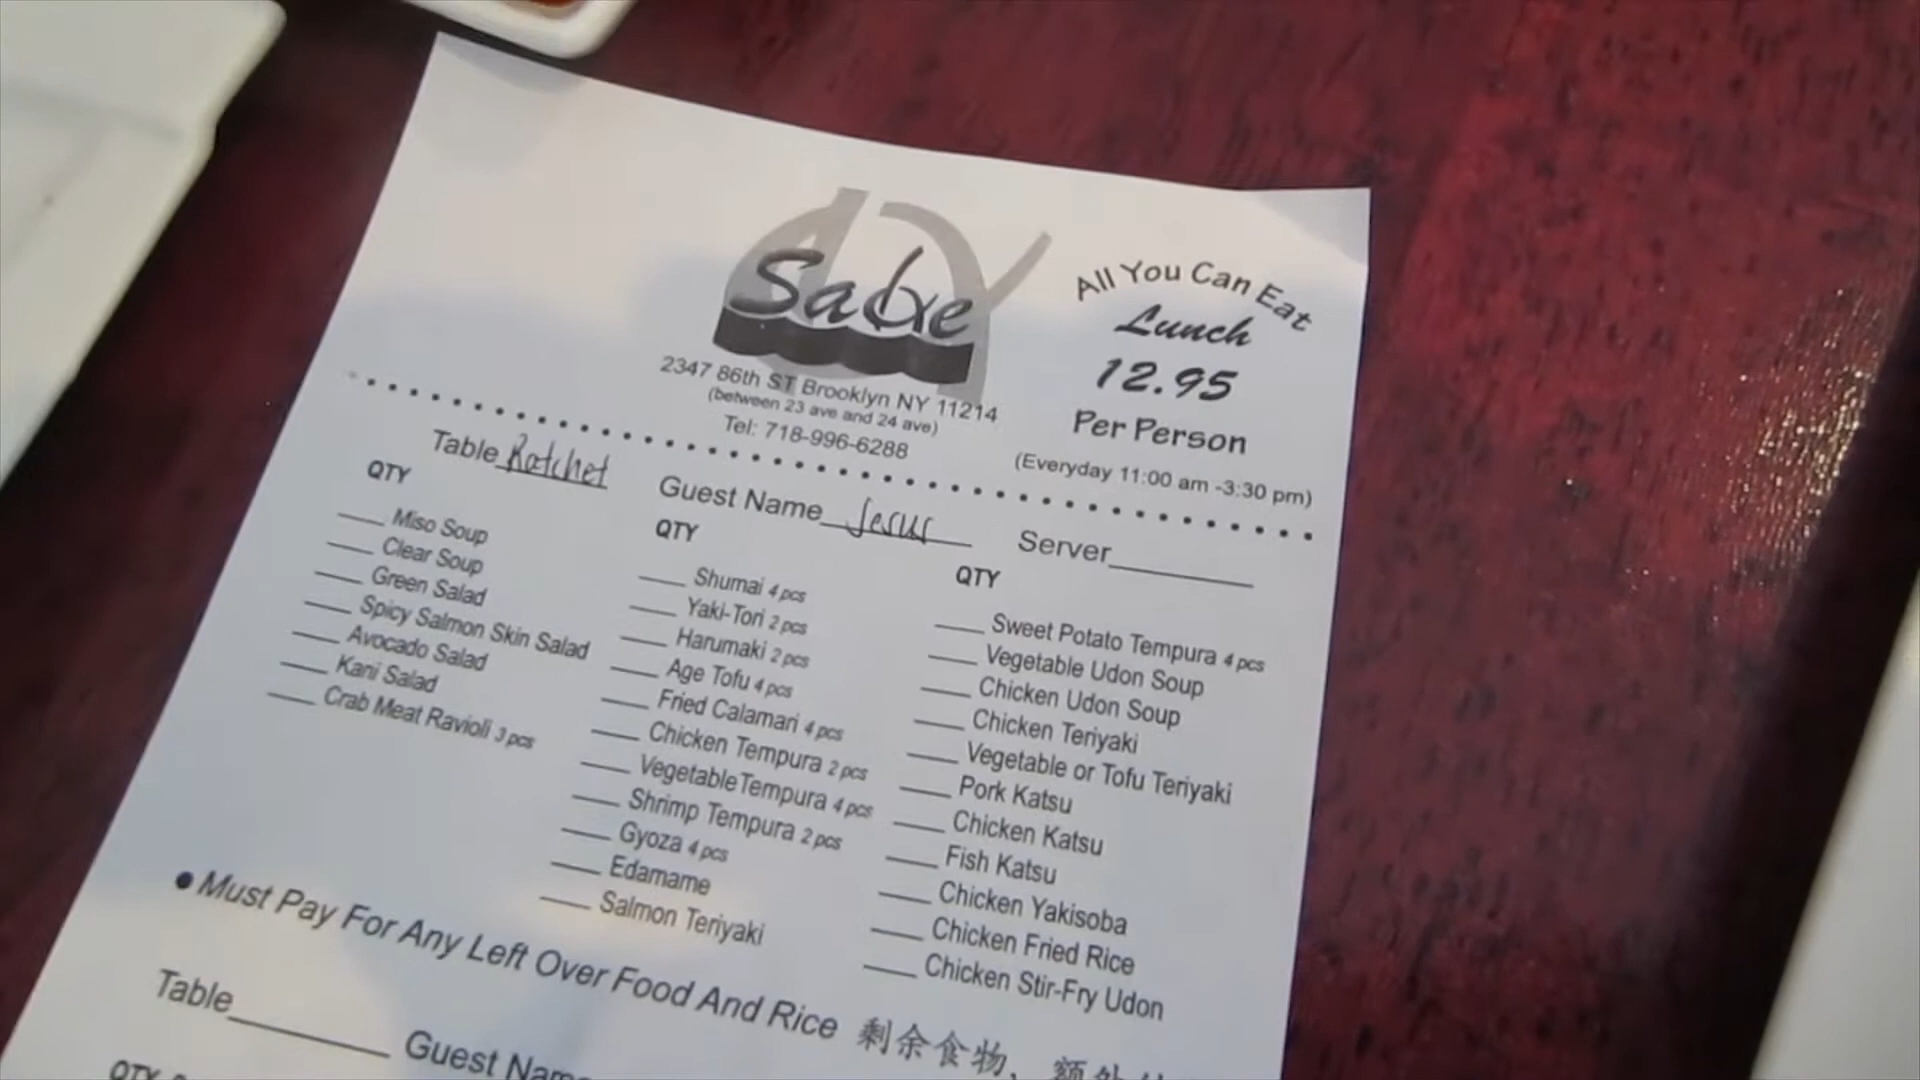 Sake
2347 86th ST Brooklyn NY 11214
(between 23 ave and 24 ave)
Tel: 718-996-6288
All You Can Eat
Lunch
12.95
Per Person
(Everyday 11:00 am -3:30 pm)
Table Ratchet Guest Name Jesus Server
QTY
Miso Soup
Clear Soup
Green Salad
Spicy Salmon Skin Salad
Avocado Salad
Kani Salad
Crab Meat Ravioli 3 pcs
QTY
Shumai 4 pcs
Yaki-Tori 2 pcs
Harumaki 2 pcs
Age Tofu 4 pcs
Fried Calamari 4 pcs
Chicken Tempura 2 pcs
Vegetable Tempura 4 pcs
Shrimp Tempura 2 pcs
Gyoza 4 pcs
Edamame
Salmon Teriyaki
QTY
Sweet Potato Tempura 4 pcs
Vegetable Udon Soup
Chicken Udon Soup
Chicken Teriyaki
Vegetable or Tofu Teriyaki
Pork Katsu
Chicken Katsu
Fish Katsu
Chicken Yakisoba
Chicken Fried Rice
Chicken Stir-Fry Udon
• Must Pay For Any Left Over Food And Rice 剩余食物, 额外
Table Guest Name
QTY